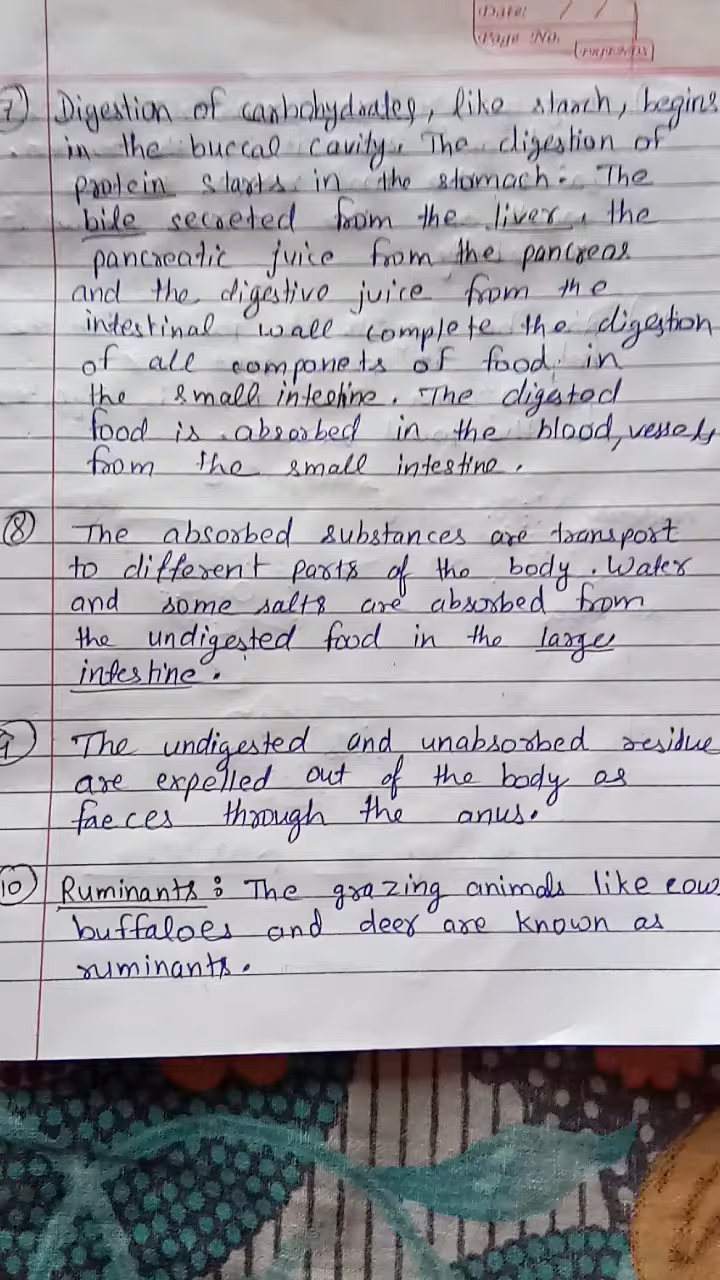 Date: / /
Page No.
7) Digestion of carbohydrates, like starch, begins
in the buccal cavity. The digestion of
protein starts in the stomach. The
bile secreted from the liver, the
pancreatic juice from the pancreas
and the digestive juice from the
intestinal wall complete the digestion
of all componets of food in
the small intestine. The digested
food is absorbed in the blood, vessels
from the small intestine.
8 The absorbed substances are transport
to different parts of the body. Water
and some salts are absorbed from
the undigested food in the large
intestine.
The undigested and unabsorbed residue
are expelled out of the body as
faeces through the anus.
10 Ruminants : The grazing animals like cow
buffaloes and deer are known as
ruminants.